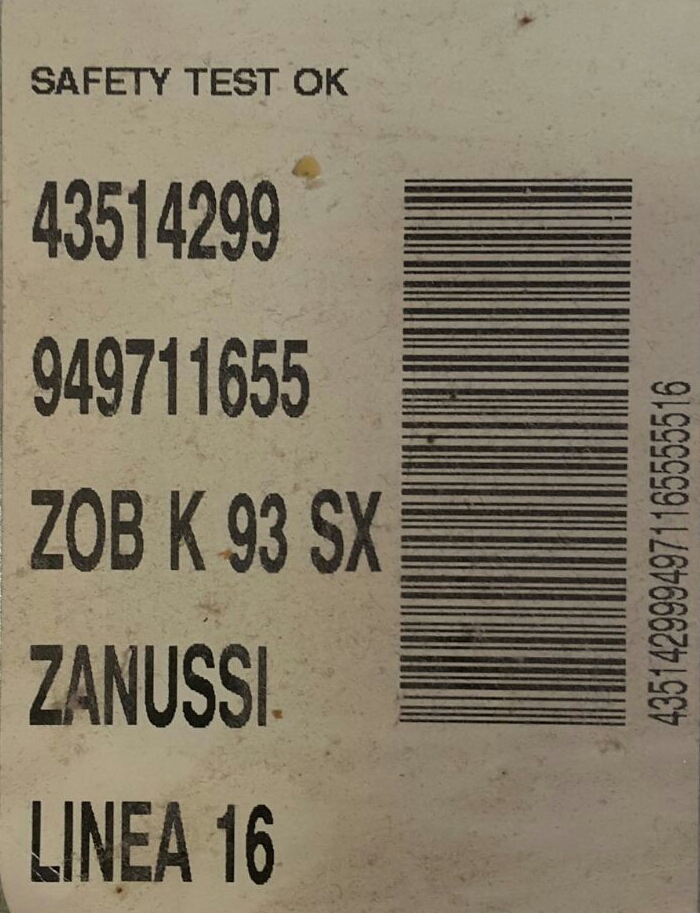 SAFETY TEST OK
43514299
949711655
ZOB K 93 SX
ZANUSSI
LINEA 16
4351429994971165555516